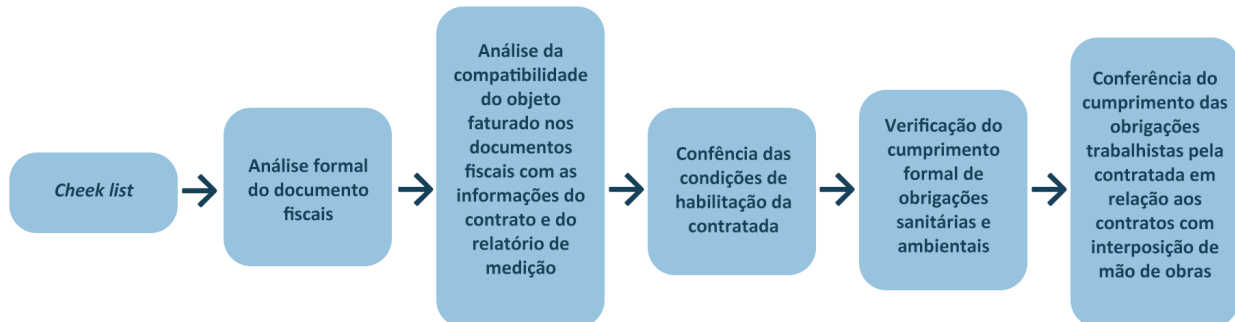 Cheek list
Análise formal
do documento
fiscais
Análise da
compatibilidade
do objeto
faturado nos
documentos
fiscais com as
informações do
contrato e do
relatório de
medição
Confência das
condições de
habilitação da
contratada
Verificação do
cumprimento
formal de
obrigações
sanitárias e
ambientais
Conferência do
cumprimento das
obrigações
trabalhistas pela
contratada em
relação aos
contratos com
interposição de
mão de obras